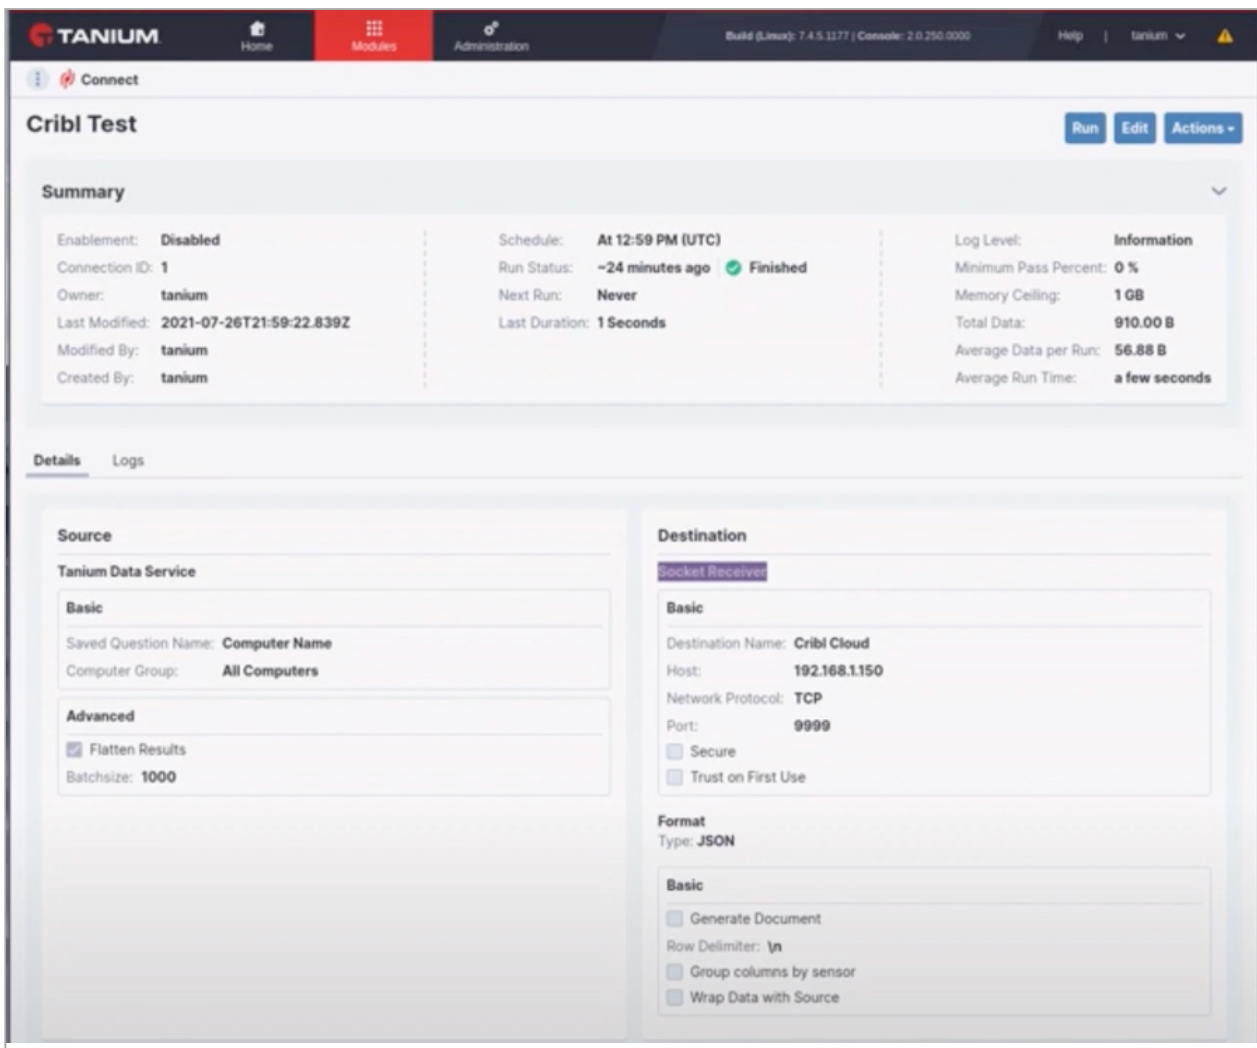 TANIUM
Home
Modules
Administration
Build (Linux): 7.4.5.1177 | Console: 2.0.250.0000
Help | tanium
Connect
Cribl Test
Run Edit Actions
Summary
Enablement: Disabled
Connection ID: 1
Owner: tanium
Last Modified: 2021-07-26T21:59:22.839Z
Modified By: tanium
Created By: tanium
Schedule: At 12:59 PM (UTC)
Run Status: ~24 minutes ago Finished
Next Run: Never
Last Duration: 1 Seconds
Log Level: Information
Minimum Pass Percent: 0 %
Memory Ceiling: 1 GB
Total Data: 910.00 B
Average Data per Run: 56.88 B
Average Run Time: a few seconds
Details Logs
Source
Tanium Data Service
Basic
Saved Question Name: Computer Name
Computer Group: All Computers
Advanced
Flatten Results
Batchsize: 1000
Destination
Socket Receiver
Basic
Destination Name: Cribl Cloud
Host: 192.168.1.150
Network Protocol: TCP
Port: 9999
Secure
Trust on First Use
Format
Type: JSON
Basic
Generate Document
Row Delimiter: \n
Group columns by sensor
Wrap Data with Source